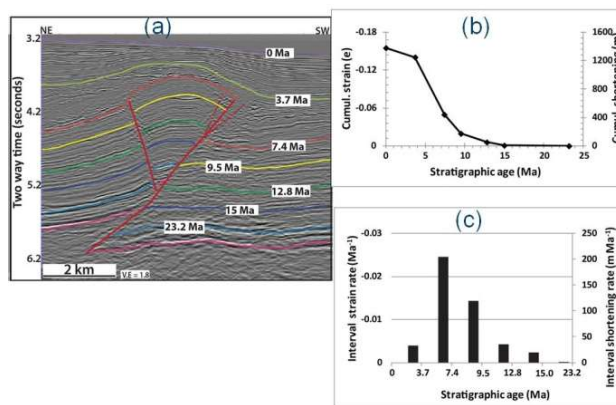 NE
(a)
SW
3.2
4.2
5.2
6.2
Two way time (seconds)
0 Ma
3.7 Ma
7.4 Ma
9.5 Ma
12.8 Ma
15 Ma
23.2 Ma
2 km
V.E = 1.8
(b)
-0.18
-0.12
-0.06
0
Cumul. strain (e)
1600
1200
800
400
0
Cumul. shortening (m)
0 5 10 15 20 25
Stratigraphic age (Ma)
(c)
-0.03
-0.02
-0.01
0
Interval strain rate (Ma-1)
250
200
150
100
50
0
Interval shortening rate (m Ma-1)
0 3.7 7.4 9.5 12.8 15.0 23.2
Stratigraphic age (Ma)